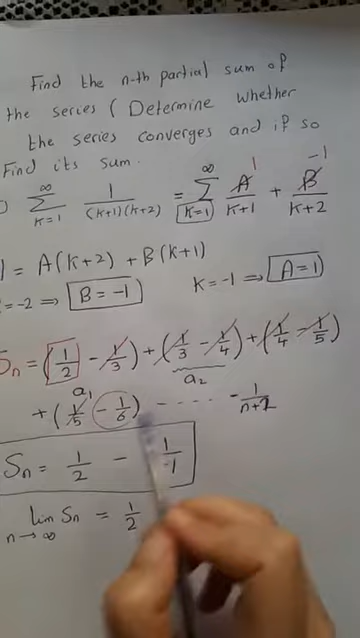 Find the n-th partial sum of
the series (Determine whether
the series converges and if so
Find its sum.
∞ ∑ K=1 1/(K+1)(K+2) = ∞ ∑ K=1 A/K+1 1 + B/K+2 -1
1 = A(K+2) + B(K+1)
= -2 ⇒ B = -1 K = -1 ⇒ A = 1
Sn = (1/2 - 1/3) + (1/3 - 1/4) + (1/4 - 1/5)
a1 a2
+ (1/5 - 1/6) - ···· - 1/n+2
Sn = 1/2 -
lim n→∞ Sn = 1/2